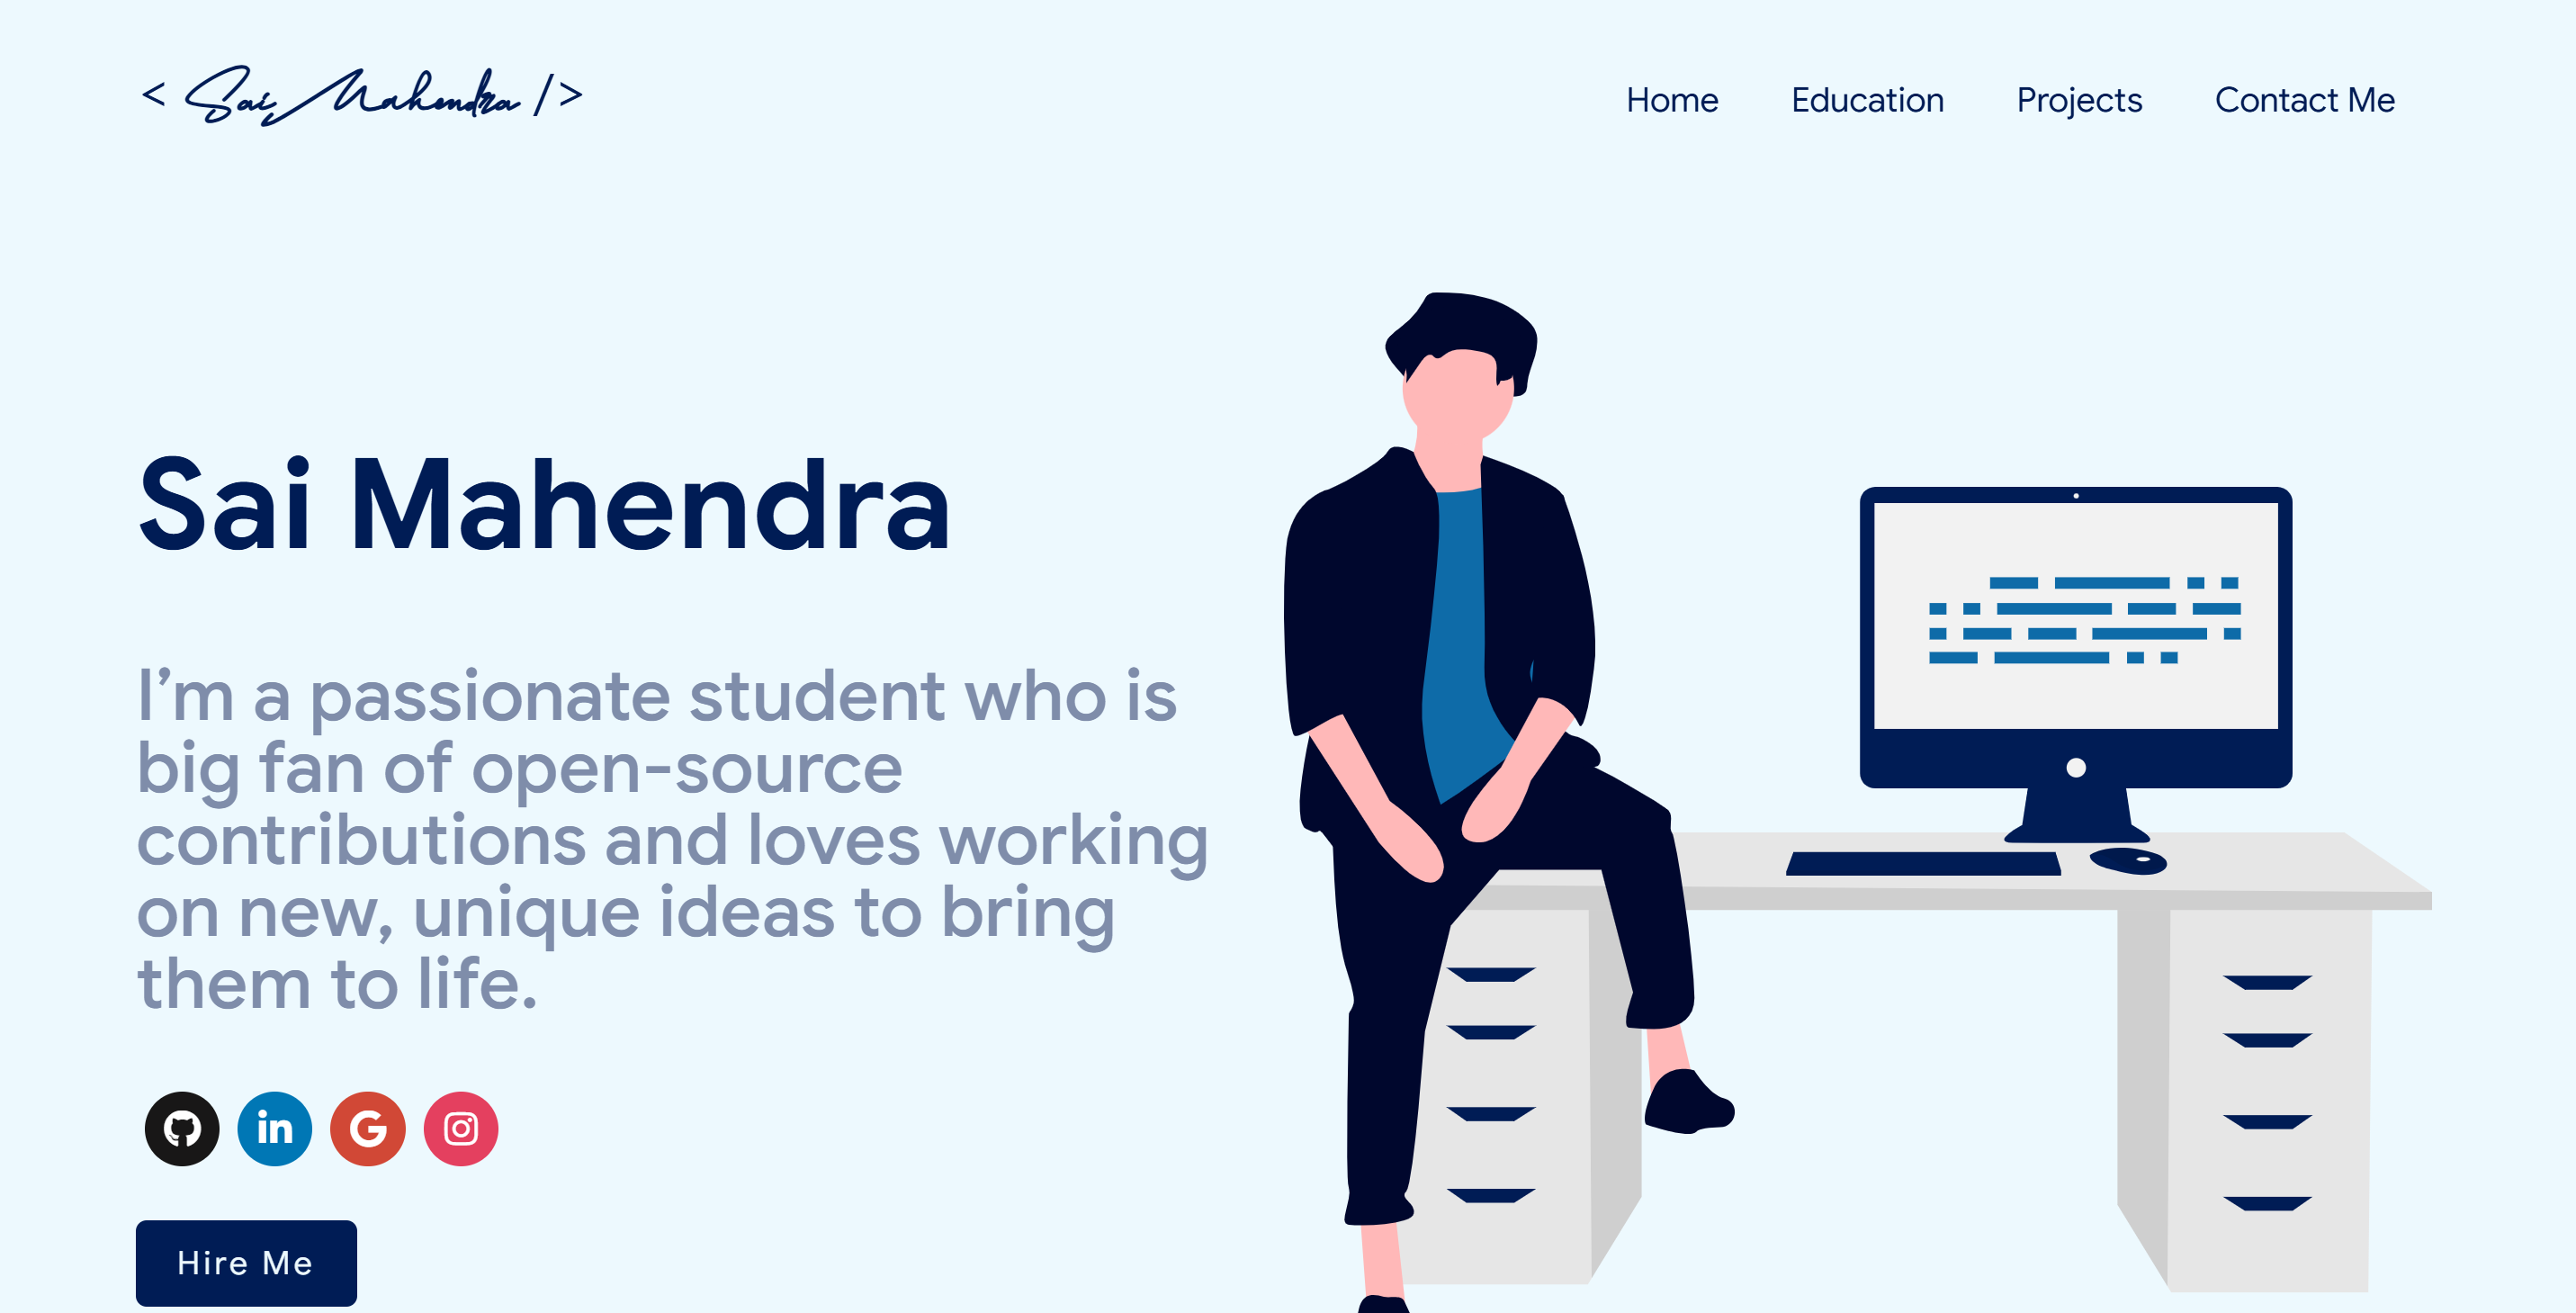 < Sai Mahendra />
Home Education Projects Contact Me
Sai Mahendra
I’m a passionate student who is
big fan of open-source
contributions and loves working
on new, unique ideas to bring
them to life.
in G
Hire Me